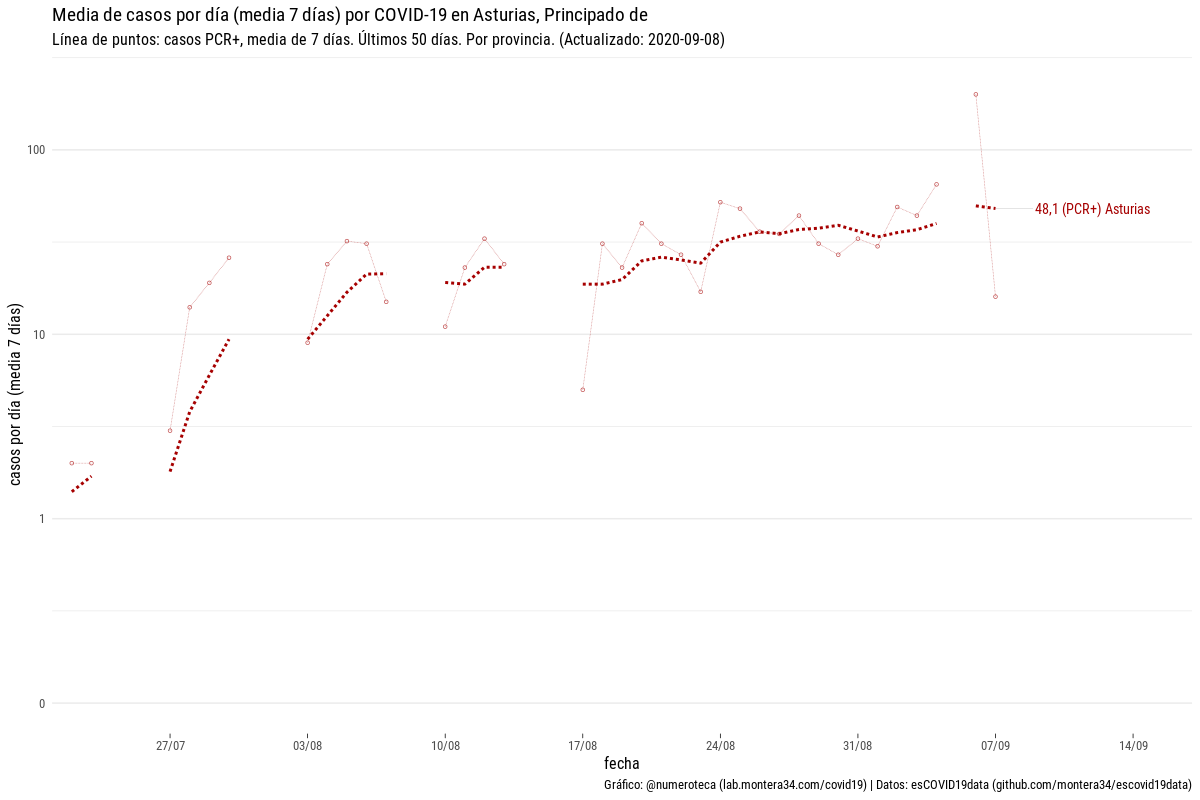 Media de casos por día (media 7 días) por COVID-19 en Asturias, Principado de
Línea de puntos: casos PCR+, media de 7 días. Últimos 50 días. Por provincia. (Actualizado: 2020-09-08)
casos por día (media 7 días)
100
10
1
0
48,1 (PCR+) Asturias
27/07
03/08
10/08
17/08
24/08
31/08
07/09
14/09
fecha
Gráfico: @numeroteca (lab.montera34.com/covid19) | Datos: esCOVID19data (github.com/montera34/escovid19data)